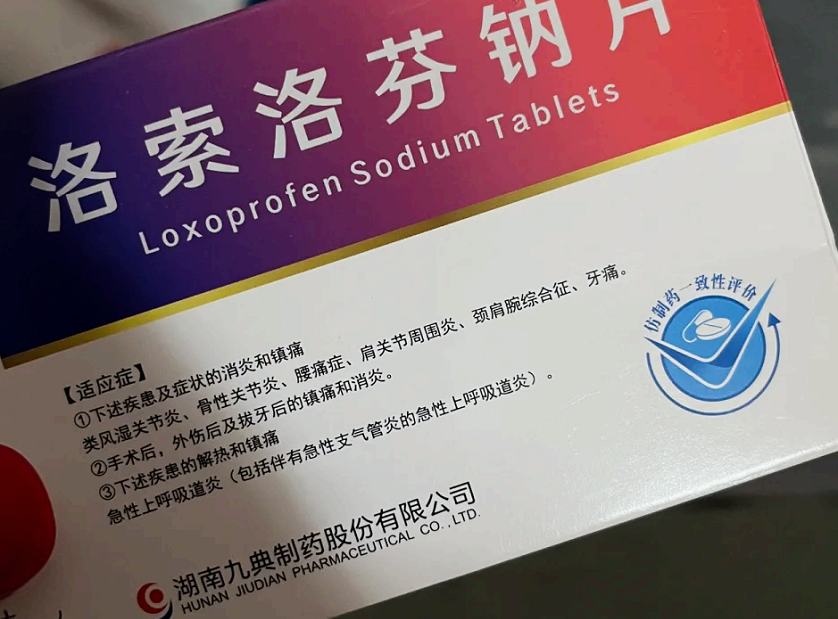 洛索洛芬钠片
Loxoprofen Sodium Tablets
仿制药一致性评价
【适应症】
①下述疾患及症状的消炎和镇痛
类风湿关节炎、骨性关节炎、腰痛症、肩关节周围炎、颈肩腕综合征、牙痛。
②手术后，外伤后及拔牙后的镇痛和消炎。
③下述疾病的解热和镇痛
急性上呼吸道炎（包括伴有急性支气管炎的急性上呼吸道炎）。
湖南九典制药股份有限公司
HUNAN JIUDIAN PHARMACEUTICAL CO.,LTD.